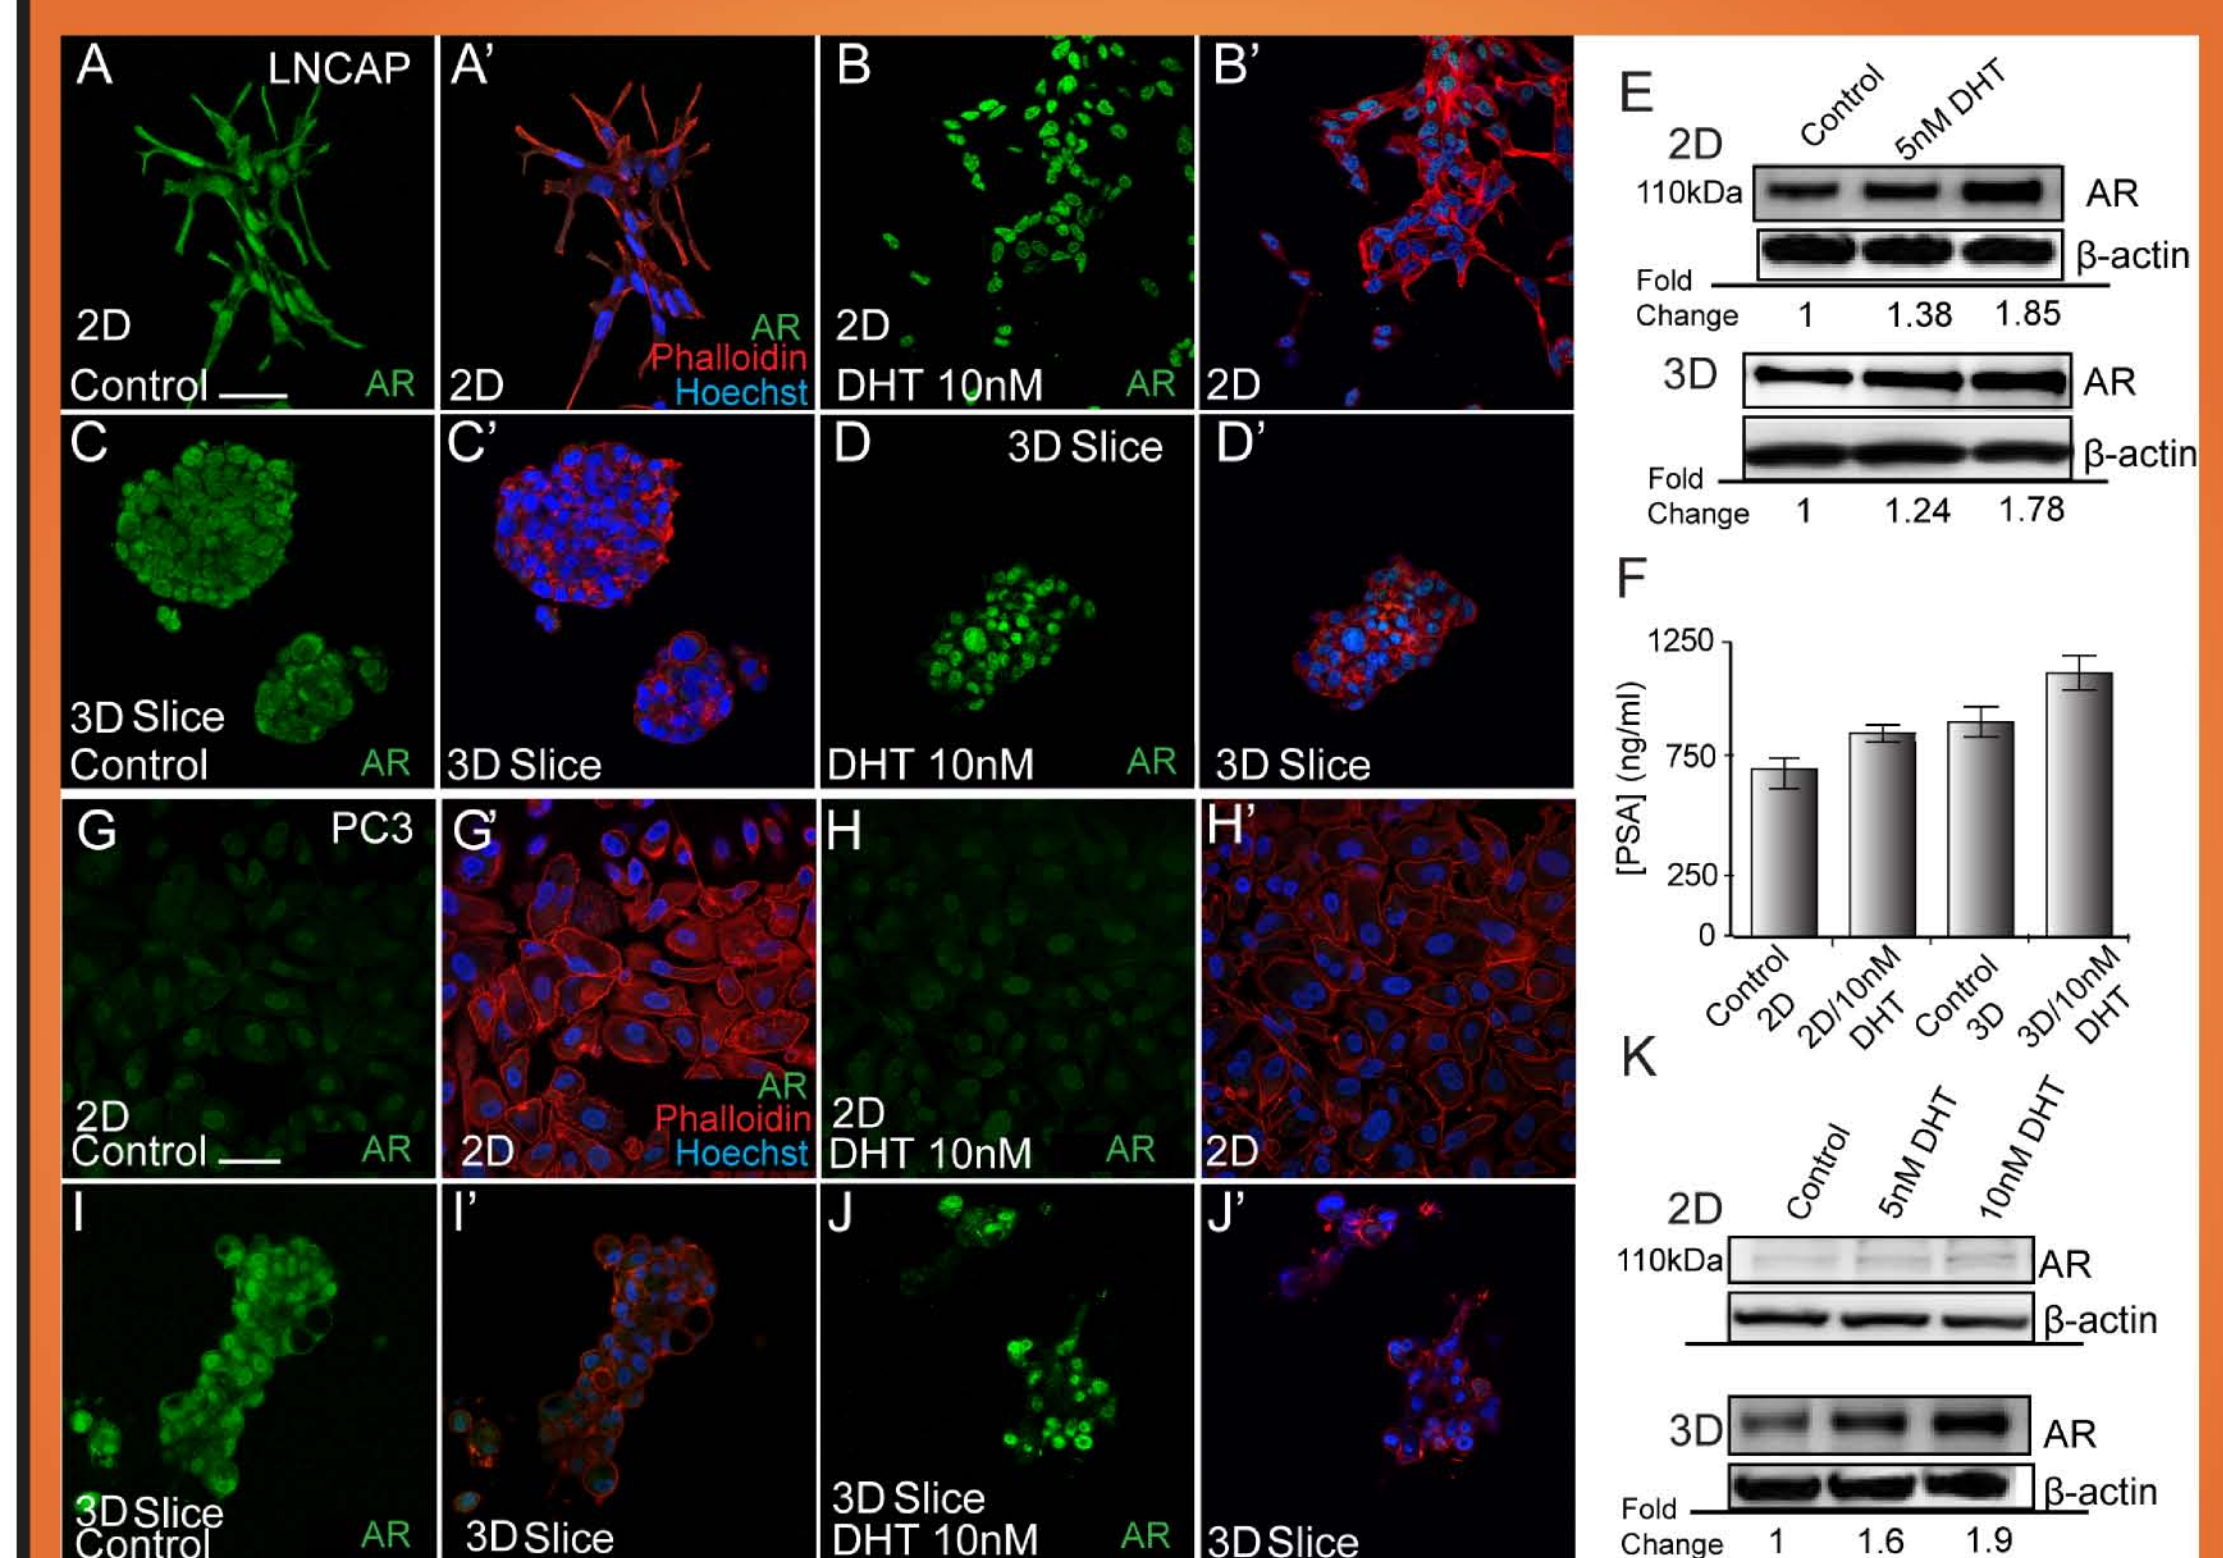 A
LNCAP
2D
Control
AR
A’
AR
Phalloidin
Hoechst
2D
B
2D
DHT 10nM
AR
B’
2D
C
3D Slice
Control
AR
C’
3D Slice
D
3D Slice
DHT 10nM
AR
D’
3D Slice
E
Control
5nM DHT
2D
110kDa
AR
β-actin
Fold
Change
1
1.38
1.85
3D
AR
β-actin
Fold
Change
1
1.24
1.78
F
[PSA] (ng/ml)
1250
750
250
0
Control
2D
2D/10nM
DHT
Control
3D
3D/10nM
DHT
G
PC3
2D
Control
AR
G’
AR
Phalloidin
Hoechst
2D
H
2D
DHT 10nM
AR
H’
2D
I
3D Slice
Control
AR
I’
3D Slice
J
3D Slice
DHT 10nM
AR
J’
3D Slice
K
Control
5nM DHT
10nM DHT
2D
110kDa
AR
β-actin
3D
AR
β-actin
Fold
Change
1
1.6
1.9